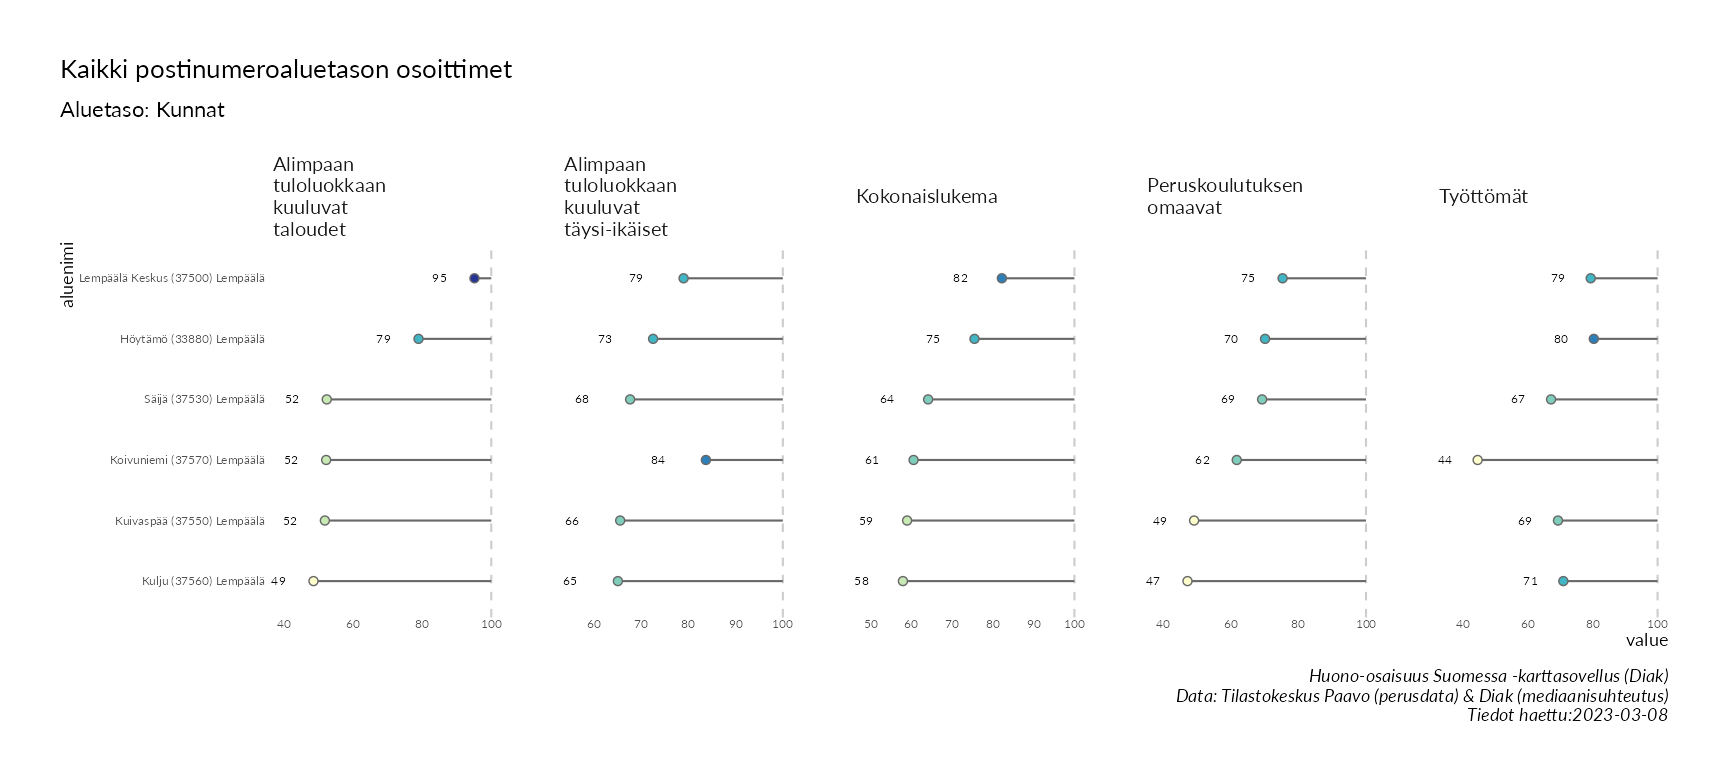 Kaikki postinumeroaluetason osoittimet
Aluetaso: Kunnat
Alimpaan
tuloluokkaan
kuuluvat
taloudet
Alimpaan
tuloluokkaan
kuuluvat
täysi-ikäiset
Kokonaislukema
Peruskoulutuksen
omaavat
Työttömät
aluenimi
Lempäälä Keskus (37500) Lempäälä 95 79 82 75 79
Höytämö (33880) Lempäälä 79 73 75 70 80
Säijä (37530) Lempäälä 52 68 64 69 67
Koivuniemi (37570) Lempäälä 52 84 61 62 44
Kuivaspää (37550) Lempäälä 52 66 59 49 69
Kulju (37560) Lempäälä 49 65 58 47 71
40 60 80 100 60 70 80 90 100 50 60 70 80 90 100 40 60 80 100 40 60 80 100
value
Huono-osaisuus Suomessa -karttasovellus (Diak)
Data: Tilastokeskus Paavo (perusdata) & Diak (mediaanisuhteutus)
Tiedot haettu:2023-03-08